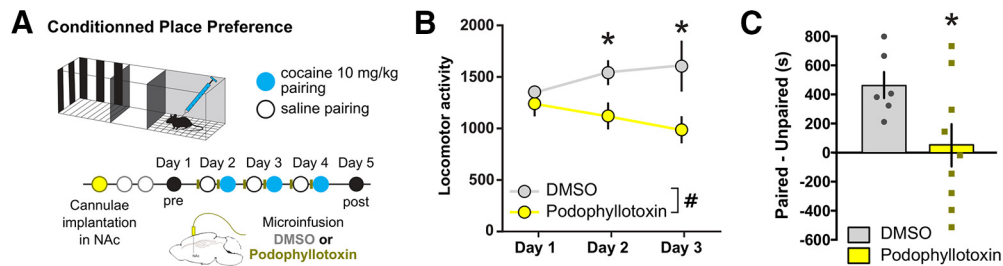 A
Conditionned Place Preference
cocaine 10 mg/kg
pairing
saline pairing
Day 1 Day 2 Day 3 Day 4 Day 5
pre
post
Cannulae
implantation
in NAc
Microinfusion
DMSO or
Podophyllotoxin
B
Locomotor activity
2000
1500
1000
500
0
* *
DMSO
Podophyllotoxin
#
Day 1 Day 2 Day 3
C
Paired - Unpaired (s)
800
600
400
200
0
-200
-400
-600
*
DMSO
Podophyllotoxin